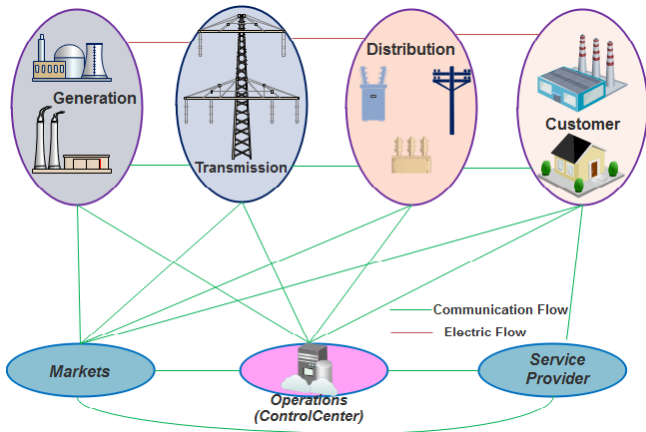 Generation
Transmission
Distribution
Customer
Communication Flow
Electric Flow
Markets
Operations
(ControlCenter)
Service
Provider